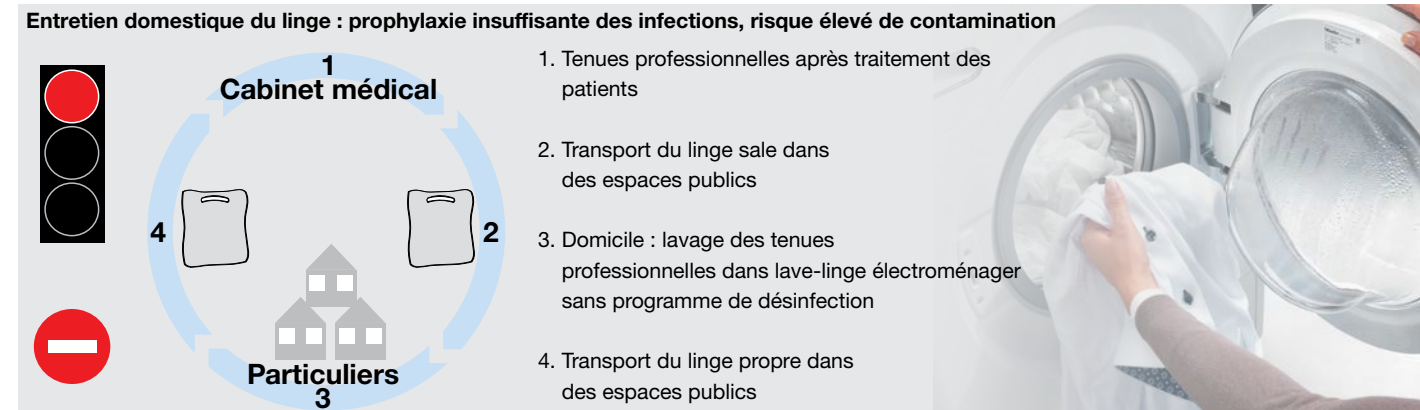 Entretien domestique du linge : prophylaxie insuffisante des infections, risque élevé de contamination
1
Cabinet médical
4
2
Particuliers
3
1. Tenues professionnelles après traitement des
patients
2. Transport du linge sale dans
des espaces publics
3. Domicile : lavage des tenues
professionnelles dans lave-linge électroménager
sans programme de désinfection
4. Transport du linge propre dans
des espaces publics